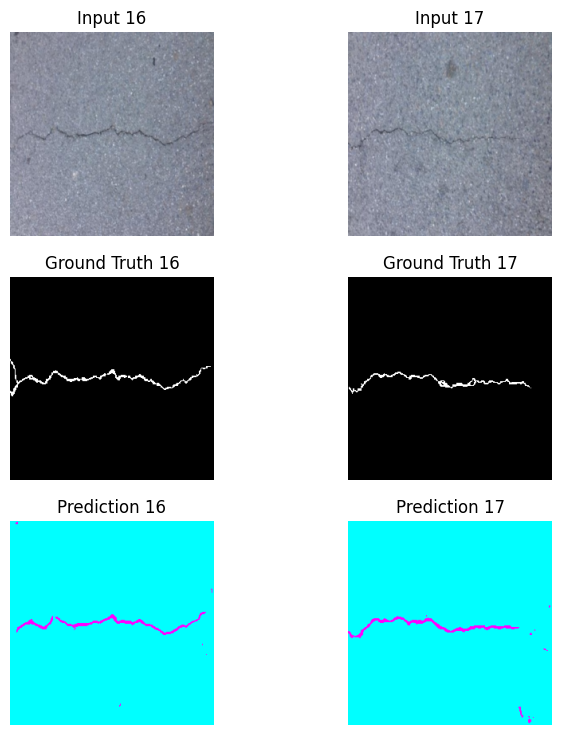 Input 16
Input 17
Ground Truth 16
Ground Truth 17
Prediction 16
Prediction 17